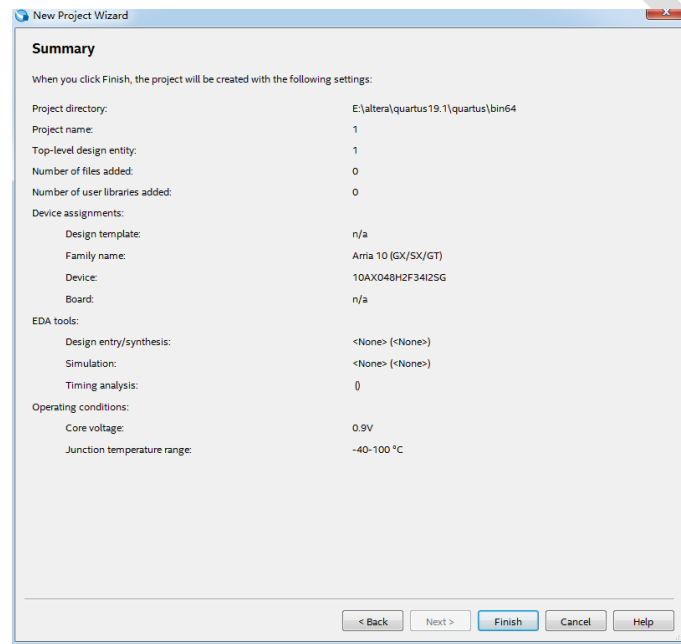 New Project Wizard
Summary
When you click Finish, the project will be created with the following settings:
Project directory: E:\altera\quartus19.1\quartus\bin64
Project name: 1
Top-level design entity: 1
Number of files added: 0
Number of user libraries added: 0
Device assignments:
Design template: n/a
Family name: Arria 10 (GX/SX/GT)
Device: 10AX048H2F34I2SG
Board: n/a
EDA tools:
Design entry/synthesis: <None> (<None>)
Simulation: <None> (<None>)
Timing analysis: ()
Operating conditions:
Core voltage: 0.9V
Junction temperature range: -40-100 °C
< Back Next > Finish Cancel Help